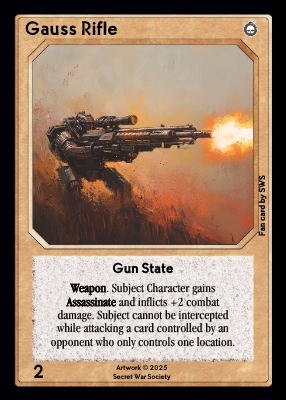 Gauss Rifle
Fan card by SWS
Gun State
Weapon. Subject Character gains
Assassinate and inflicts +2 combat
damage. Subject cannot be intercepted
while attacking a card controlled by an
opponent who only controls one location.
2
Artwork © 2025
Secret War Society